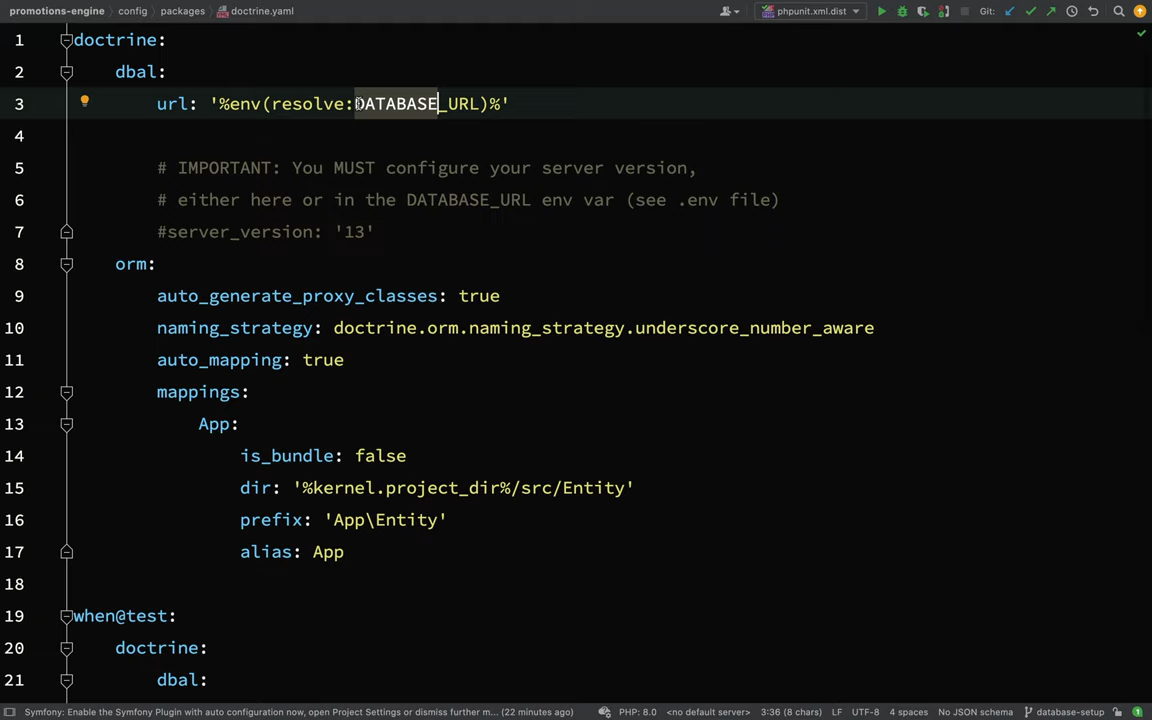 promotions-engine config packages doctrine.yaml phpunit.xml.dist Git:
1 doctrine:
2 dbal:
3 url: '%env(resolve:DATABASE_URL)%'
4
5 # IMPORTANT: You MUST configure your server version,
6 # either here or in the DATABASE_URL env var (see .env file)
7 #server_version: '13'
8 orm:
9 auto_generate_proxy_classes: true
10 naming_strategy: doctrine.orm.naming_strategy.underscore_number_aware
11 auto_mapping: true
12 mappings:
13 App:
14 is_bundle: false
15 dir: '%kernel.project_dir%/src/Entity'
16 prefix: 'App\Entity'
17 alias: App
18
19 when@test:
20 doctrine:
21 dbal:
Symfony: Enable the Symfony Plugin with auto configuration now, open Project Settings or dismiss further m... (22 minutes ago) PHP: 8.0 <no default server> 3:36 (8 chars) LF UTF-8 4 spaces No JSON schema database-setup 1